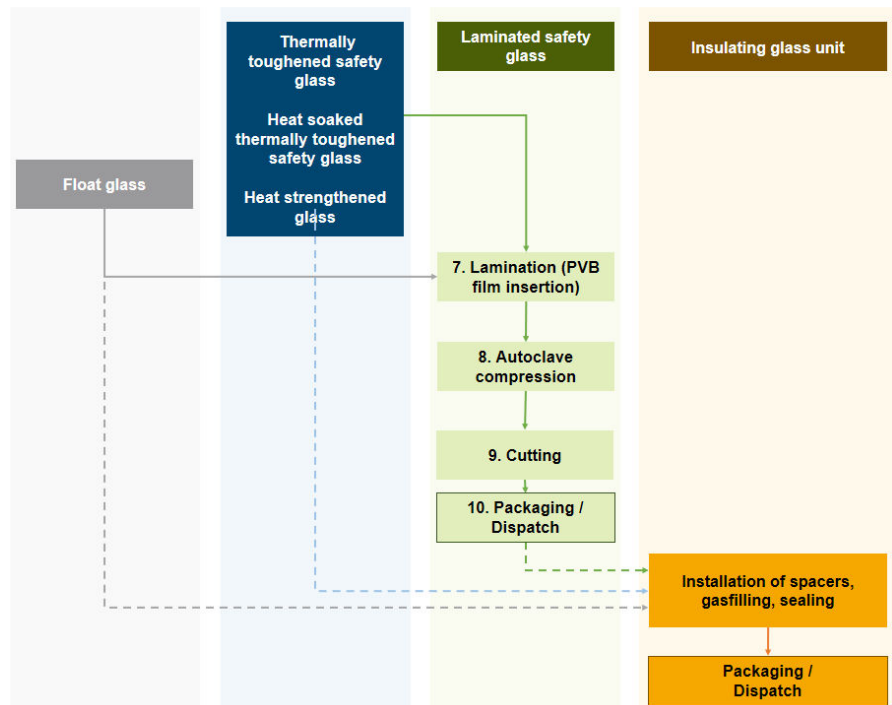 Thermally
toughened safety
glass
Heat soaked
thermally toughened
safety glass
Heat strengthened
glass
Laminated safety
glass
Insulating glass unit
Float glass
7. Lamination (PVB
film insertion)
8. Autoclave
compression
9. Cutting
10. Packaging /
Dispatch
Installation of spacers,
gasfilling, sealing
Packaging /
Dispatch